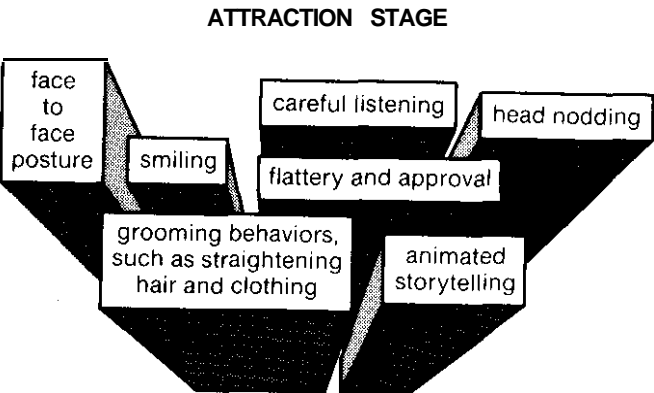 ATTRACTION STAGE
face
to
face
posture
smiling
careful listening
head nodding
flattery and approval
grooming behaviors,
such as straightening
hair and clothing
animated
storytelling